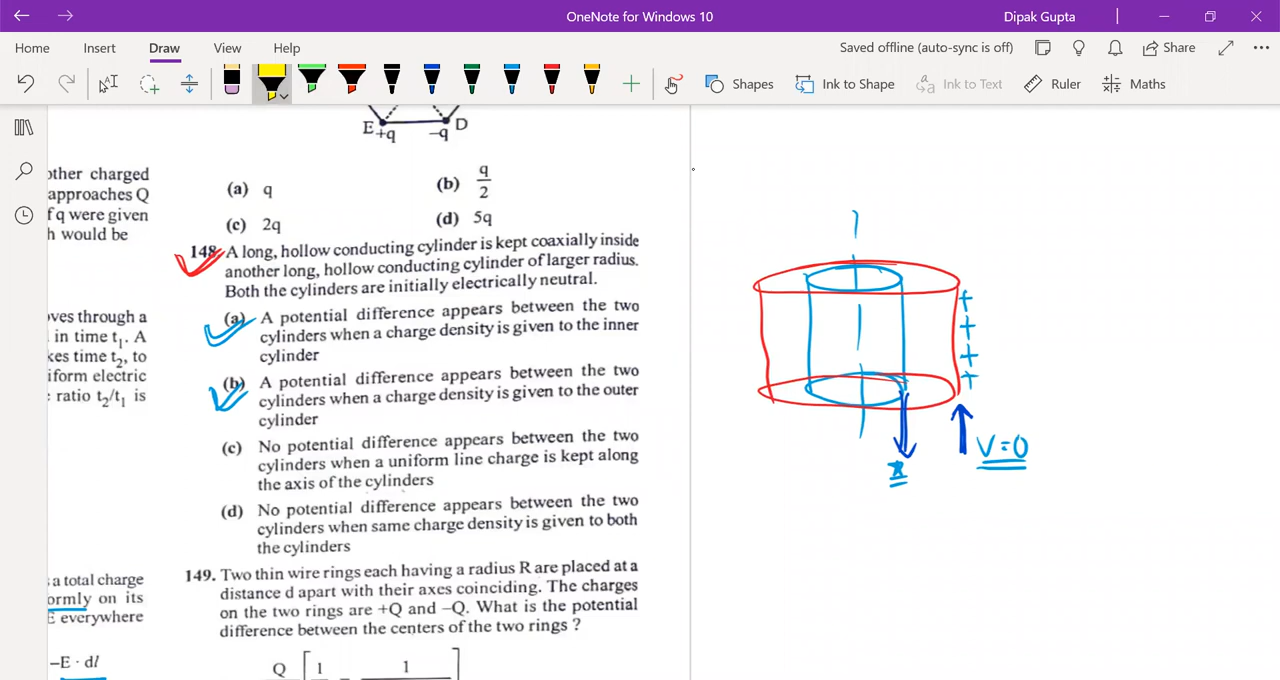 OneNote for Windows 10
Dipak Gupta
Home Insert Draw View Help
Saved offline (auto-sync is off)
Share
Ink to Shape
Shapes
Ink to Text
Ruler
Maths
E +q
-q D
other charged
approaches Q
f q were given
h would be
(a) q
(b) q/2
(c) 2q
(d) 5q
148. A long, hollow conducting cylinder is kept coaxially inside
another long, hollow conducting cylinder of larger radius.
Both the cylinders are initially electrically neutral.
(a) A potential difference appears between the two
cylinders when a charge density is given to the inner
cylinder
(b) A potential difference appears between the two
cylinders when a charge density is given to the outer
cylinder
(c) No potential difference appears between the two
cylinders when a uniform line charge is kept along
the axis of the cylinders
(d) No potential difference appears between the two
cylinders when same charge density is given to both
the cylinders
oves through a
in time t₁. A
kes time t₂, to
iform electric
ratio t₂/t₁ is
149. Two thin wire rings each having a radius R are placed at a
distance d apart with their axes coinciding. The charges
on the two rings are +Q and −Q. What is the potential
difference between the centers of the two rings ?
a total charge
ormly on its
E everywhere
−E · dl
Q [ 1 − 1 ]
+
+
+
+
V=0